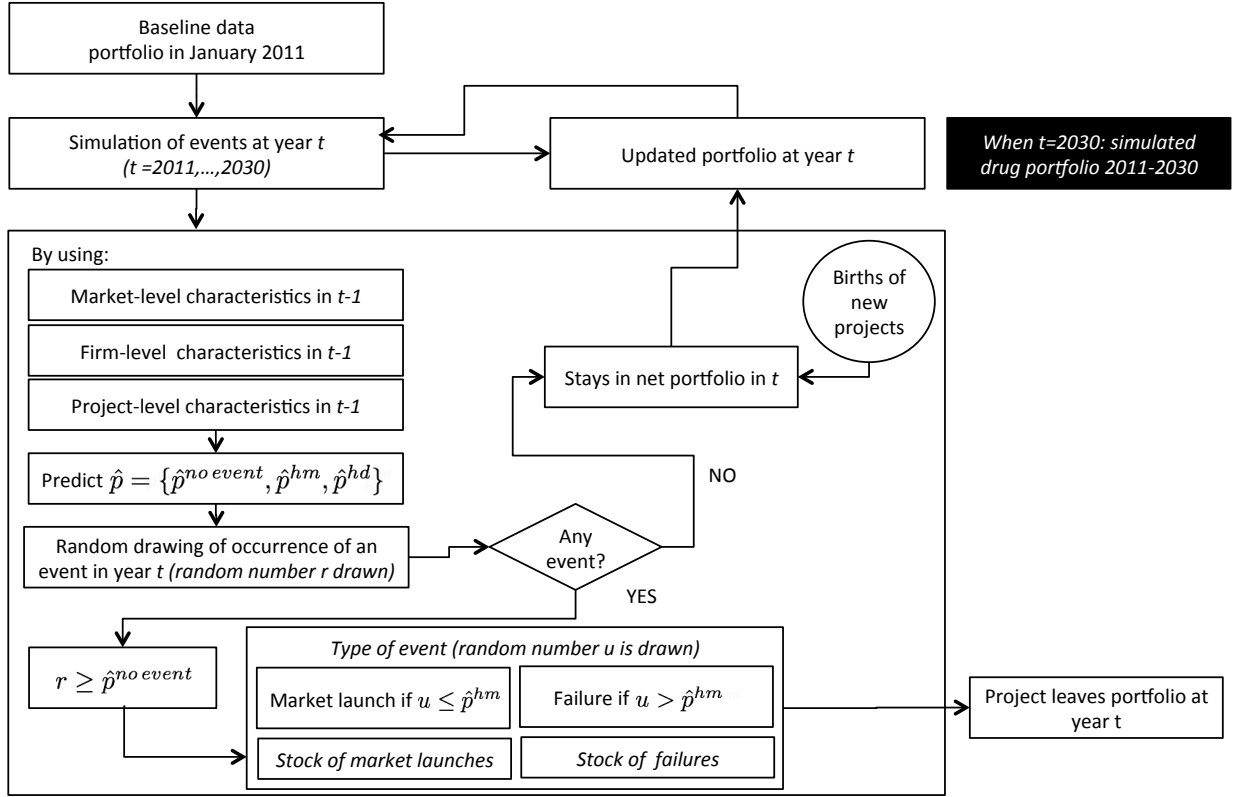 Baseline data
portfolio in January 2011
Simulation of events at year t
(t =2011,...,2030)
Updated portfolio at year t
When t=2030: simulated
drug portfolio 2011-2030
By using:
Market-level characteristics in t-1
Firm-level characteristics in t-1
Project-level characteristics in t-1
Births of
new
projects
Stays in net portfolio in t
Predict p̂ = {p̂^{no event}, p̂^{hm}, p̂^{hd}}
NO
Random drawing of occurrence of an
event in year t (random number r drawn)
Any
event?
YES
r ≥ p̂^{no event}
Type of event (random number u is drawn)
Market launch if u ≤ p̂^{hm}
Failure if u > p̂^{hm}
Stock of market launches
Stock of failures
Project leaves portfolio at
year t